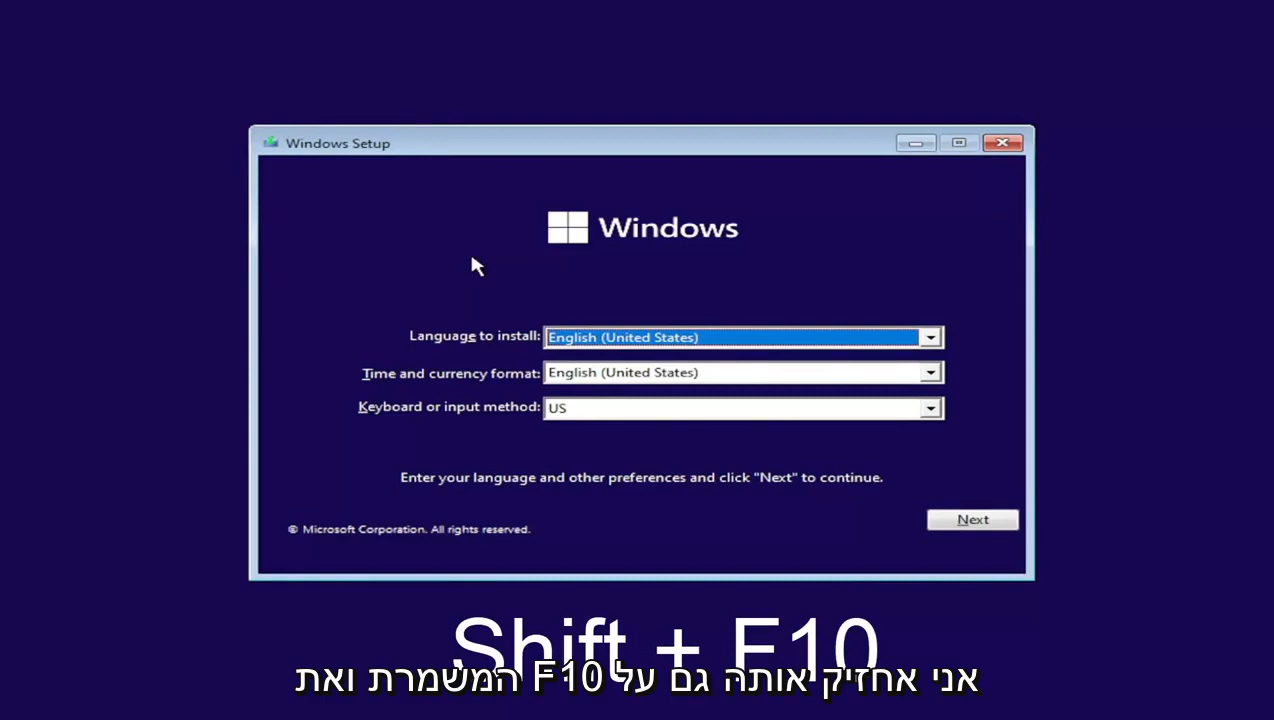 Windows Setup
Windows
Language to install: English (United States)
Time and currency format: English (United States)
Keyboard or input method: US
Enter your language and other preferences and click "Next" to continue.
Next
© Microsoft Corporation. All rights reserved.
Shift + F10
אני אחזיק אותה גם על F10 המשמרת ואת